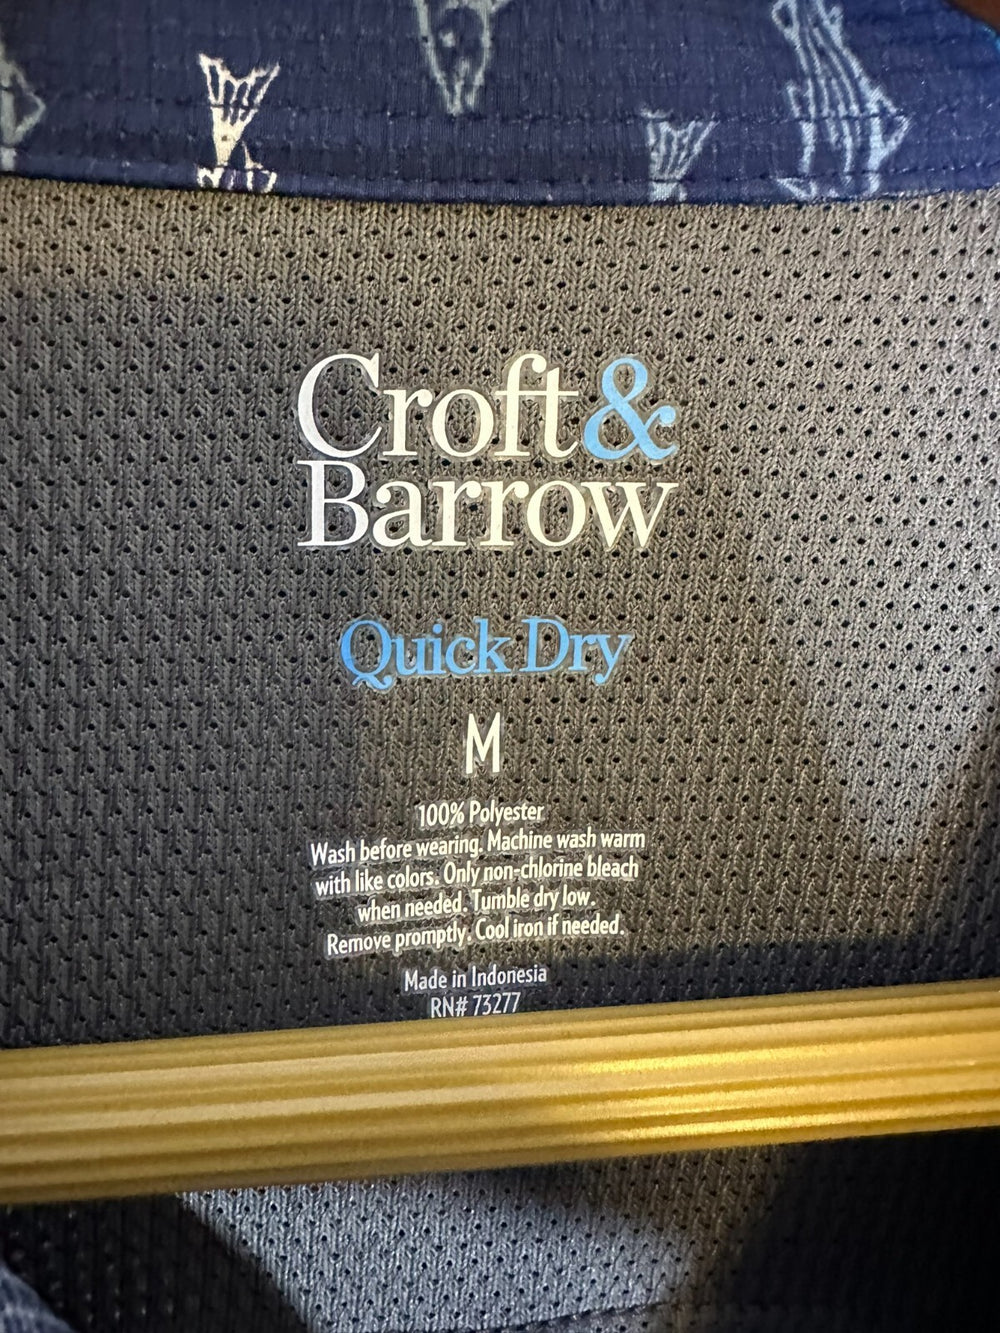 Croft&
Barrow
Quick Dry
M
100% Polyester
Wash before wearing. Machine wash warm
with like colors. Only non-chlorine bleach
when needed. Tumble dry low.
Remove promptly. Cool iron if needed.
Made in Indonesia
RN# 73277